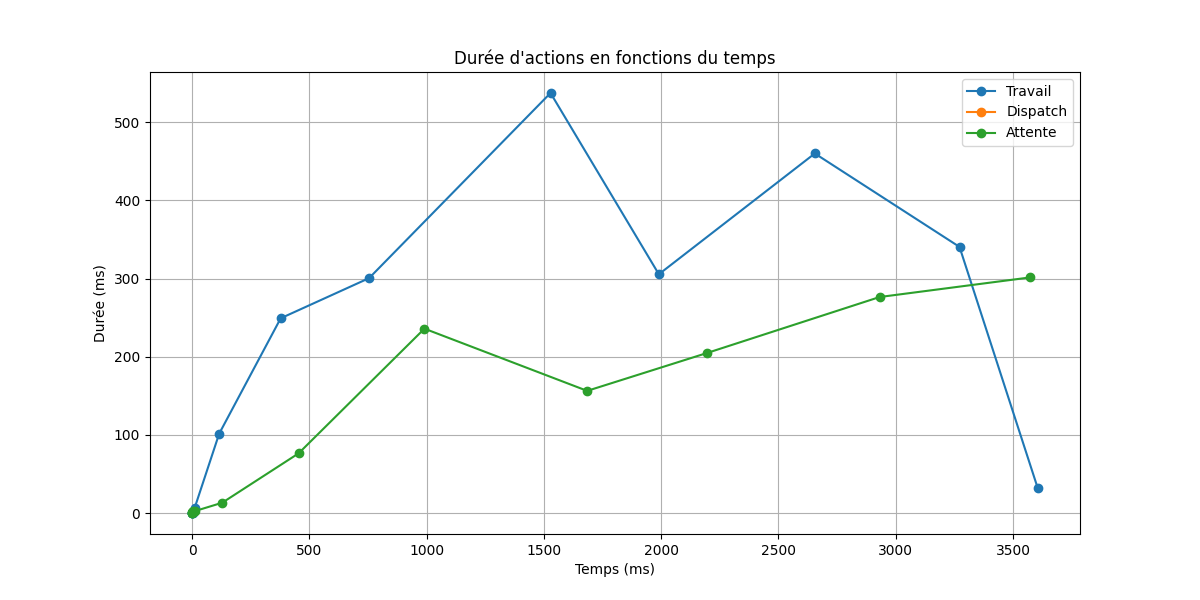 Durée d'actions en fonctions du temps
Travail
Dispatch
Attente
Durée (ms)
500
400
300
200
100
0
0 500 1000 1500 2000 2500 3000 3500
Temps (ms)